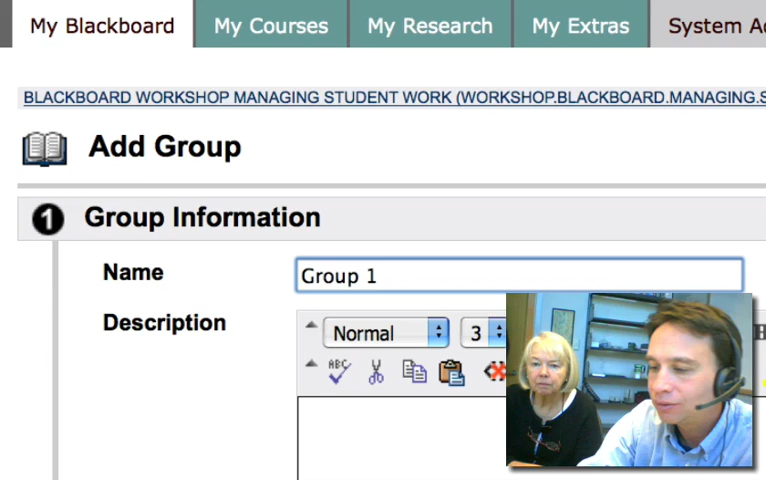 My Blackboard My Courses My Research My Extras System
BLACKBOARD WORKSHOP MANAGING STUDENT WORK (WORKSHOP.BLACKBOARD.MANAGING.S
Add Group
1 Group Information
Name Group 1
Description Normal 3
ABC